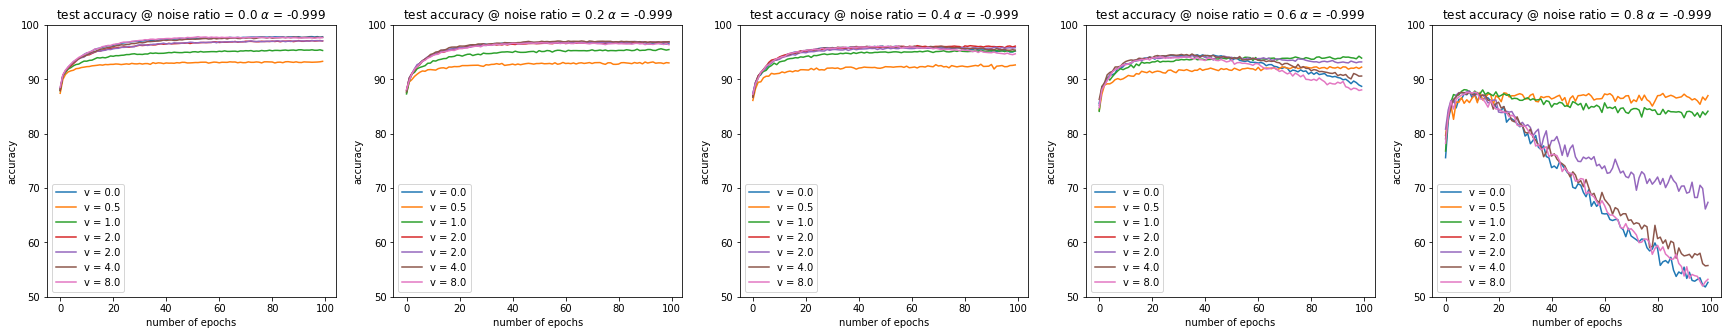 test accuracy @ noise ratio = 0.0 α = -0.999
100
90
80
70
60
50
accuracy
v = 0.0
v = 0.5
v = 1.0
v = 2.0
v = 2.0
v = 4.0
v = 8.0
0 20 40 60 80 100
number of epochs
test accuracy @ noise ratio = 0.2 α = -0.999
100
90
80
70
60
50
accuracy
v = 0.0
v = 0.5
v = 1.0
v = 2.0
v = 2.0
v = 4.0
v = 8.0
0 20 40 60 80 100
number of epochs
test accuracy @ noise ratio = 0.4 α = -0.999
100
90
80
70
60
50
accuracy
v = 0.0
v = 0.5
v = 1.0
v = 2.0
v = 2.0
v = 4.0
v = 8.0
0 20 40 60 80 100
number of epochs
test accuracy @ noise ratio = 0.6 α = -0.999
100
90
80
70
60
50
accuracy
v = 0.0
v = 0.5
v = 1.0
v = 2.0
v = 2.0
v = 4.0
v = 8.0
0 20 40 60 80 100
number of epochs
test accuracy @ noise ratio = 0.8 α = -0.999
100
90
80
70
60
50
accuracy
v = 0.0
v = 0.5
v = 1.0
v = 2.0
v = 2.0
v = 4.0
v = 8.0
0 20 40 60 80 100
number of epochs